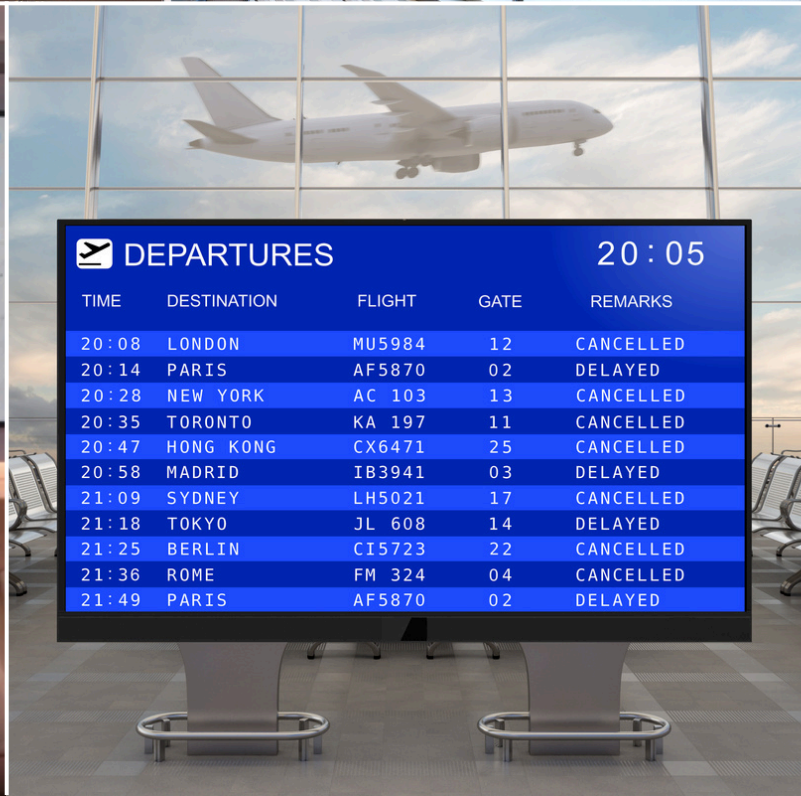 DEPARTURES 20:05
TIME DESTINATION FLIGHT GATE REMARKS
20:08 LONDON MU5984 12 CANCELLED
20:14 PARIS AF5870 02 DELAYED
20:28 NEW YORK AC 103 13 CANCELLED
20:35 TORONTO KA 197 11 CANCELLED
20:47 HONG KONG CX6471 25 CANCELLED
20:58 MADRID IB3941 03 DELAYED
21:09 SYDNEY LH5021 17 CANCELLED
21:18 TOKYO JL 608 14 DELAYED
21:25 BERLIN CI5723 22 CANCELLED
21:36 ROME FM 324 04 CANCELLED
21:49 PARIS AF5870 02 DELAYED